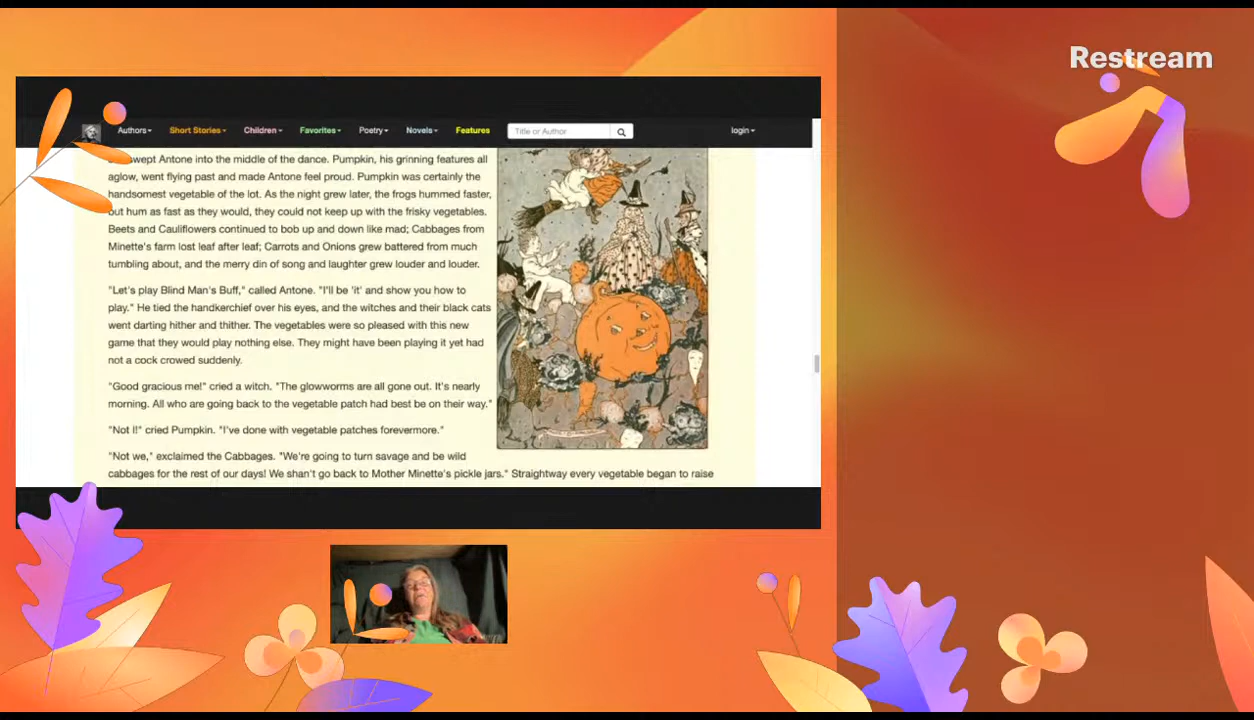 Restream
Authors
Short Stories
Children
Favorites
Poetry
Novels
Features
Title or Author
login
swept Antone into the middle of the dance. Pumpkin, his grinning features all
aglow, went flying past and made Antone feel proud. Pumpkin was certainly the
handsomest vegetable of the lot. As the night grew later, the frogs hummed faster,
but hum as fast as they would, they could not keep up with the frisky vegetables.
Beets and Cauliflowers continued to bob up and down like mad; Cabbages from
Minette's farm lost leaf after leaf; Carrots and Onions grew battered from much
tumbling about, and the merry din of song and laughter grew louder and louder.
"Let's play Blind Man's Buff," called Antone. "I'll be 'it' and show you how to
play." He tied the handkerchief over his eyes, and the witches and their black cats
went darting hither and thither. The vegetables were so pleased with this new
game that they would play nothing else. They might have been playing it yet had
not a cock crowed suddenly.
"Good gracious me!" cried a witch. "The glowworms are all gone out. It's nearly
morning. All who are going back to the vegetable patch had best be on their way."
"Not I!" cried Pumpkin. "I've done with vegetable patches forevermore."
"Not we," exclaimed the Cabbages. "We're going to turn savage and be wild
cabbages for the rest of our days! We shan't go back to Mother Minette's pickle jars." Straightway every vegetable began to raise